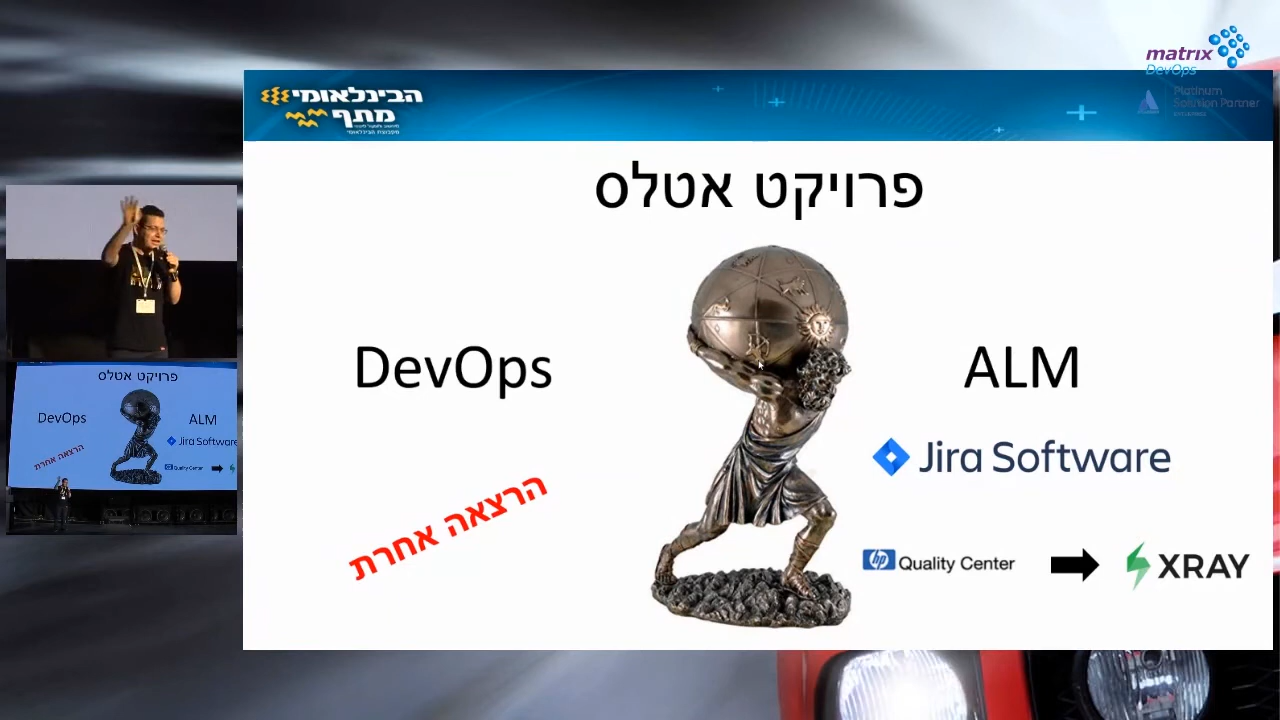 matrix
DevOps
Platinum
Solution Partner
הבינלאומי
מתף
פרויקט אטלס
DevOps
ALM
Jira Software
הרצאה אחרת
hp Quality Center
XRAY
פרויקט אטלס
DevOps
ALM
Jira Software
הרצאה אחרת
Quality Center